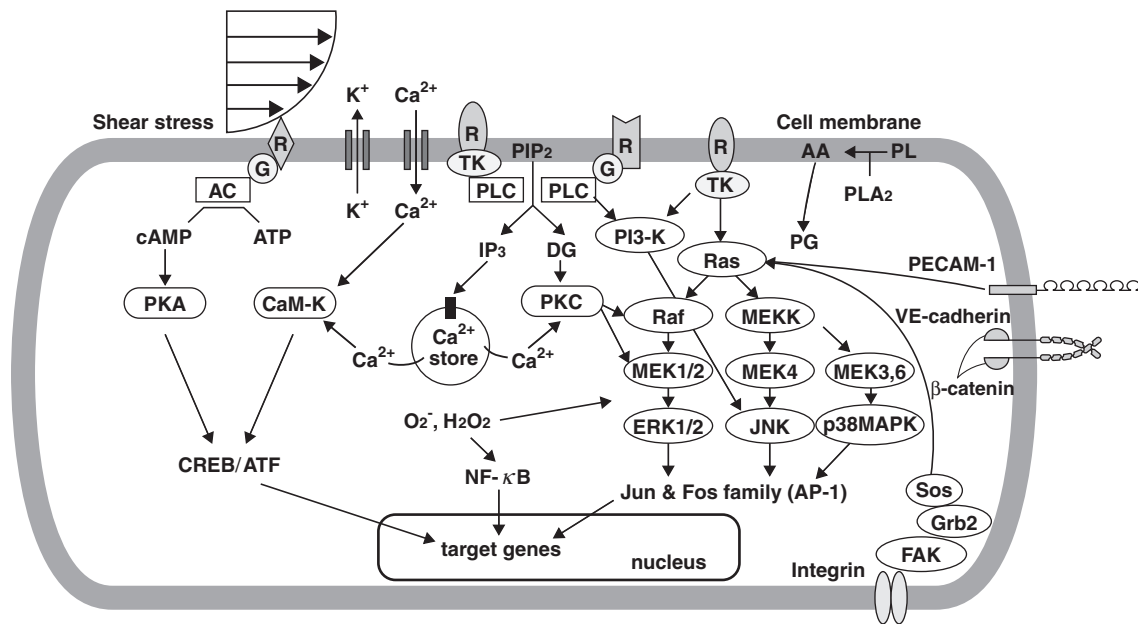 K⁺
Ca²⁺
Shear stress
Cell membrane
R
R
R
R
G
TK
PIP₂
G
AA
PL
AC
PLC
PLC
TK
PLA₂
K⁺
Ca²⁺
cAMP
ATP
IP₃
DG
PI3-K
PG
Ras
PECAM-1
PKA
CaM-K
PKC
Raf
MEKK
VE-cadherin
Ca²⁺
store
Ca²⁺
Ca²⁺
MEK1/2
MEK4
MEK3,6
β-catenin
O₂⁻, H₂O₂
ERK1/2
JNK
p38MAPK
CREB/ATF
NF-κB
Jun & Fos family (AP-1)
Sos
Grb2
target genes
nucleus
FAK
Integrin